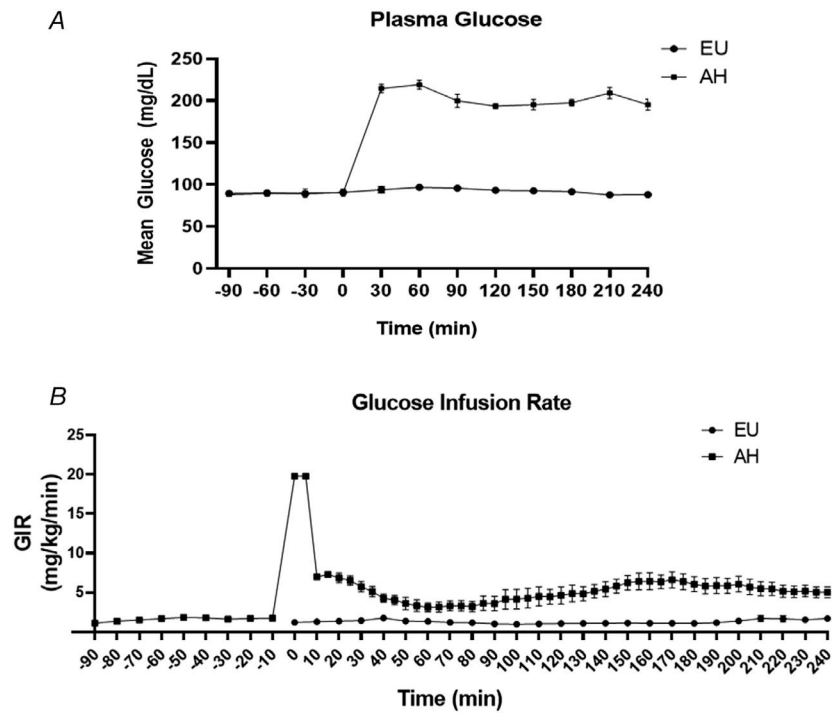 A
Plasma Glucose
EU
AH
Mean Glucose (mg/dL)
250
200
150
100
50
0
-90 -60 -30 0 30 60 90 120 150 180 210 240
Time (min)
B
Glucose Infusion Rate
EU
AH
GIR
(mg/kg/min)
25
20
15
10
5
-90 -80 -70 -60 -50 -40 -30 -20 -10 0 10 20 30 40 50 60 70 80 90 100 110 120 130 140 150 160 170 180 190 200 210 220 230 240
Time (min)